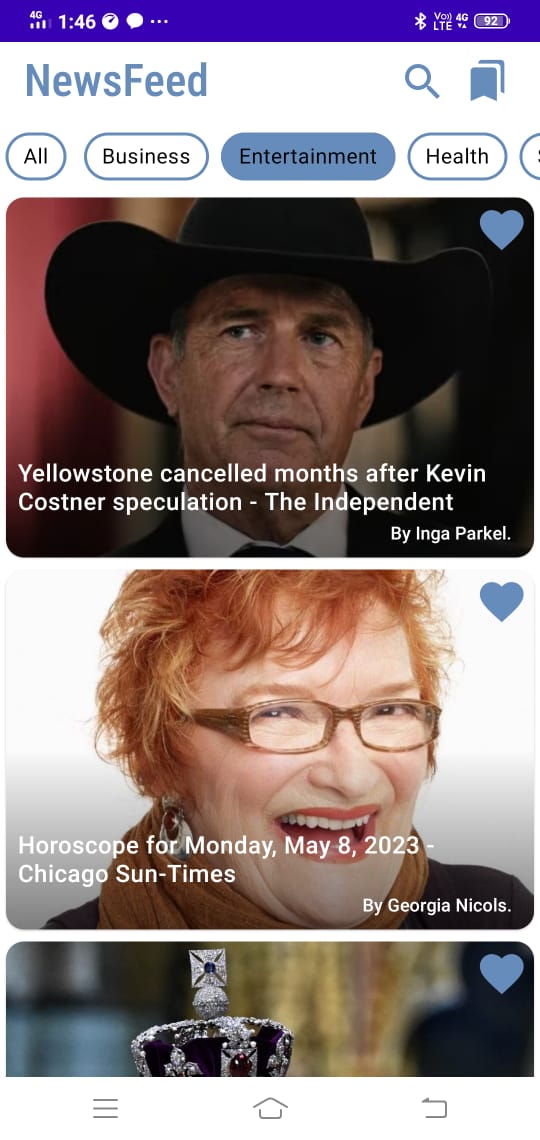 4G 1:46 Vo) 4G LTE 92
NewsFeed
All Business Entertainment Health
Yellowstone cancelled months after Kevin
Costner speculation - The Independent
By Inga Parkel.
Horoscope for Monday, May 8, 2023 -
Chicago Sun-Times
By Georgia Nicols.